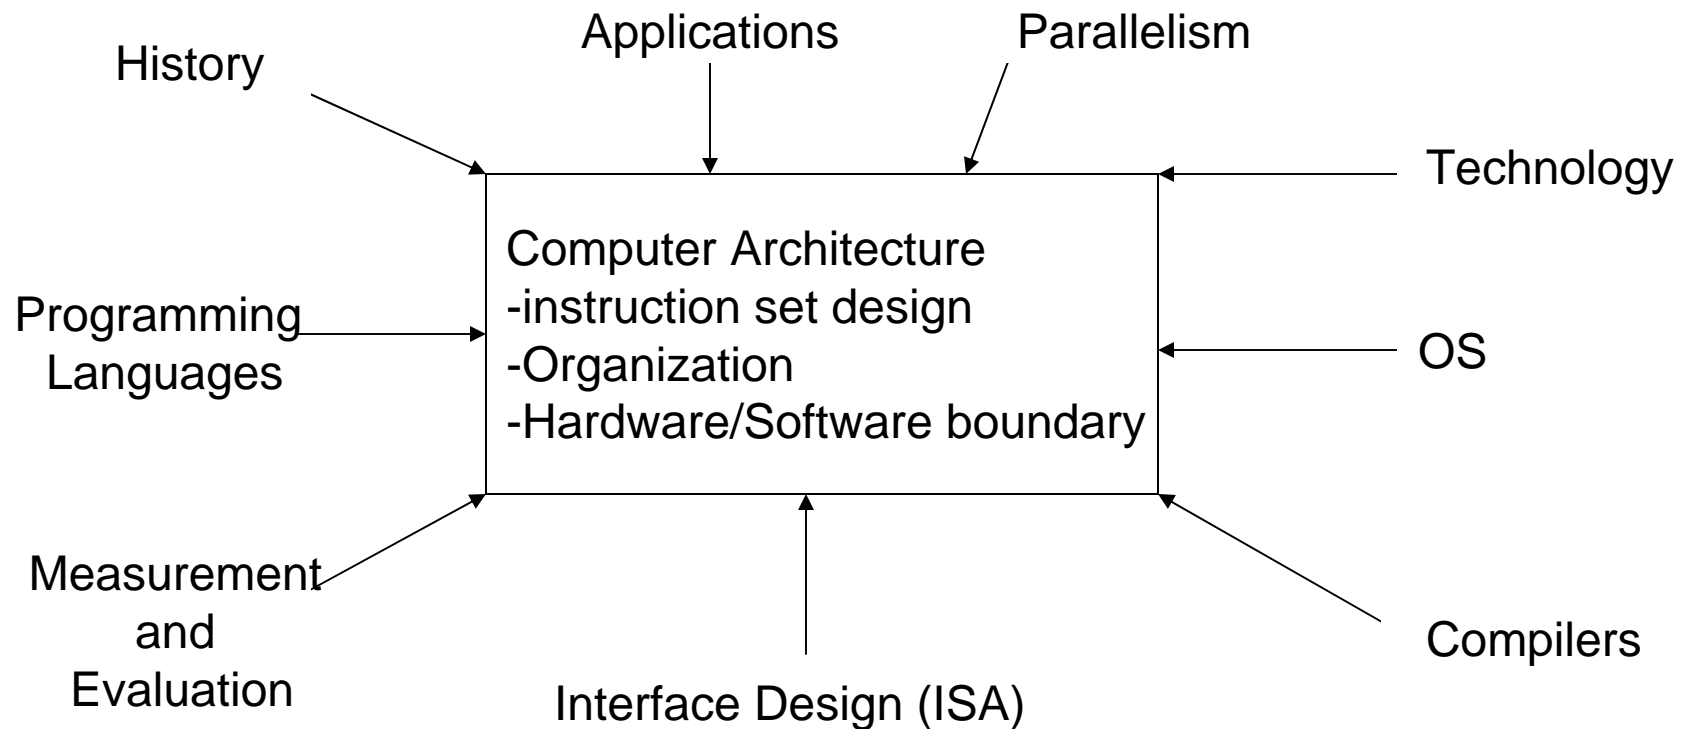 Applications
Parallelism
History
Technology
Computer Architecture
-instruction set design
-Organization
-Hardware/Software boundary
Programming
Languages
OS
Measurement
and
Evaluation
Compilers
Interface Design (ISA)